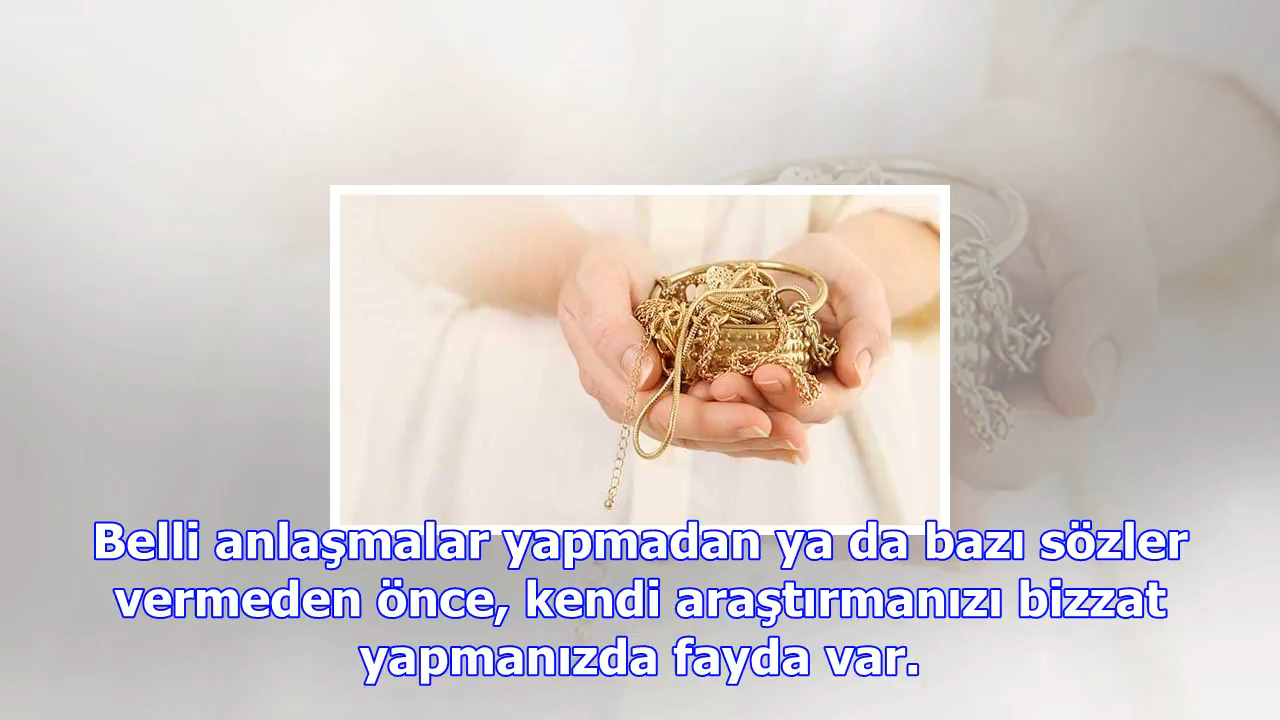 Belli anlaşmalar yapmadan ya da bazı sözler
vermeden önce, kendi araştırmanızı bizzat
yapmanızda fayda var.